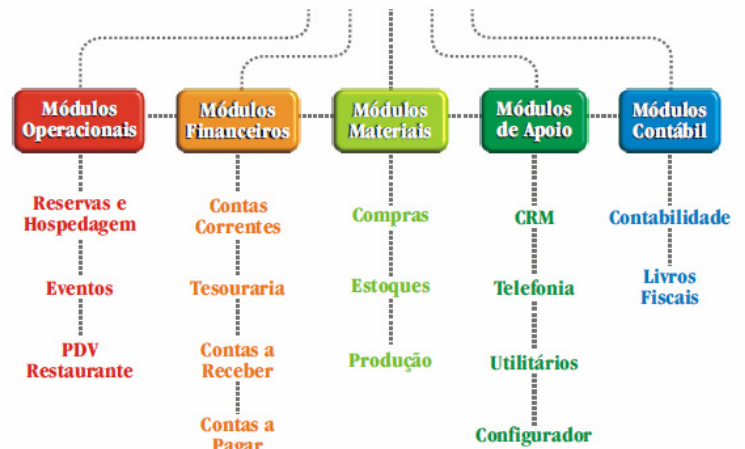 Módulos
Operacionais
Módulos
Financeiros
Módulos
Materiais
Módulos
de Apoio
Módulos
Contábil
Reservas e
Hospedagem
Eventos
PDV
Restaurante
Contas
Correntes
Tesouraria
Contas a
Receber
Contas a
Pagar
Compras
Estoques
Produção
CRM
Telefonia
Utilitários
Configurador
Contabilidade
Livros
Fiscais